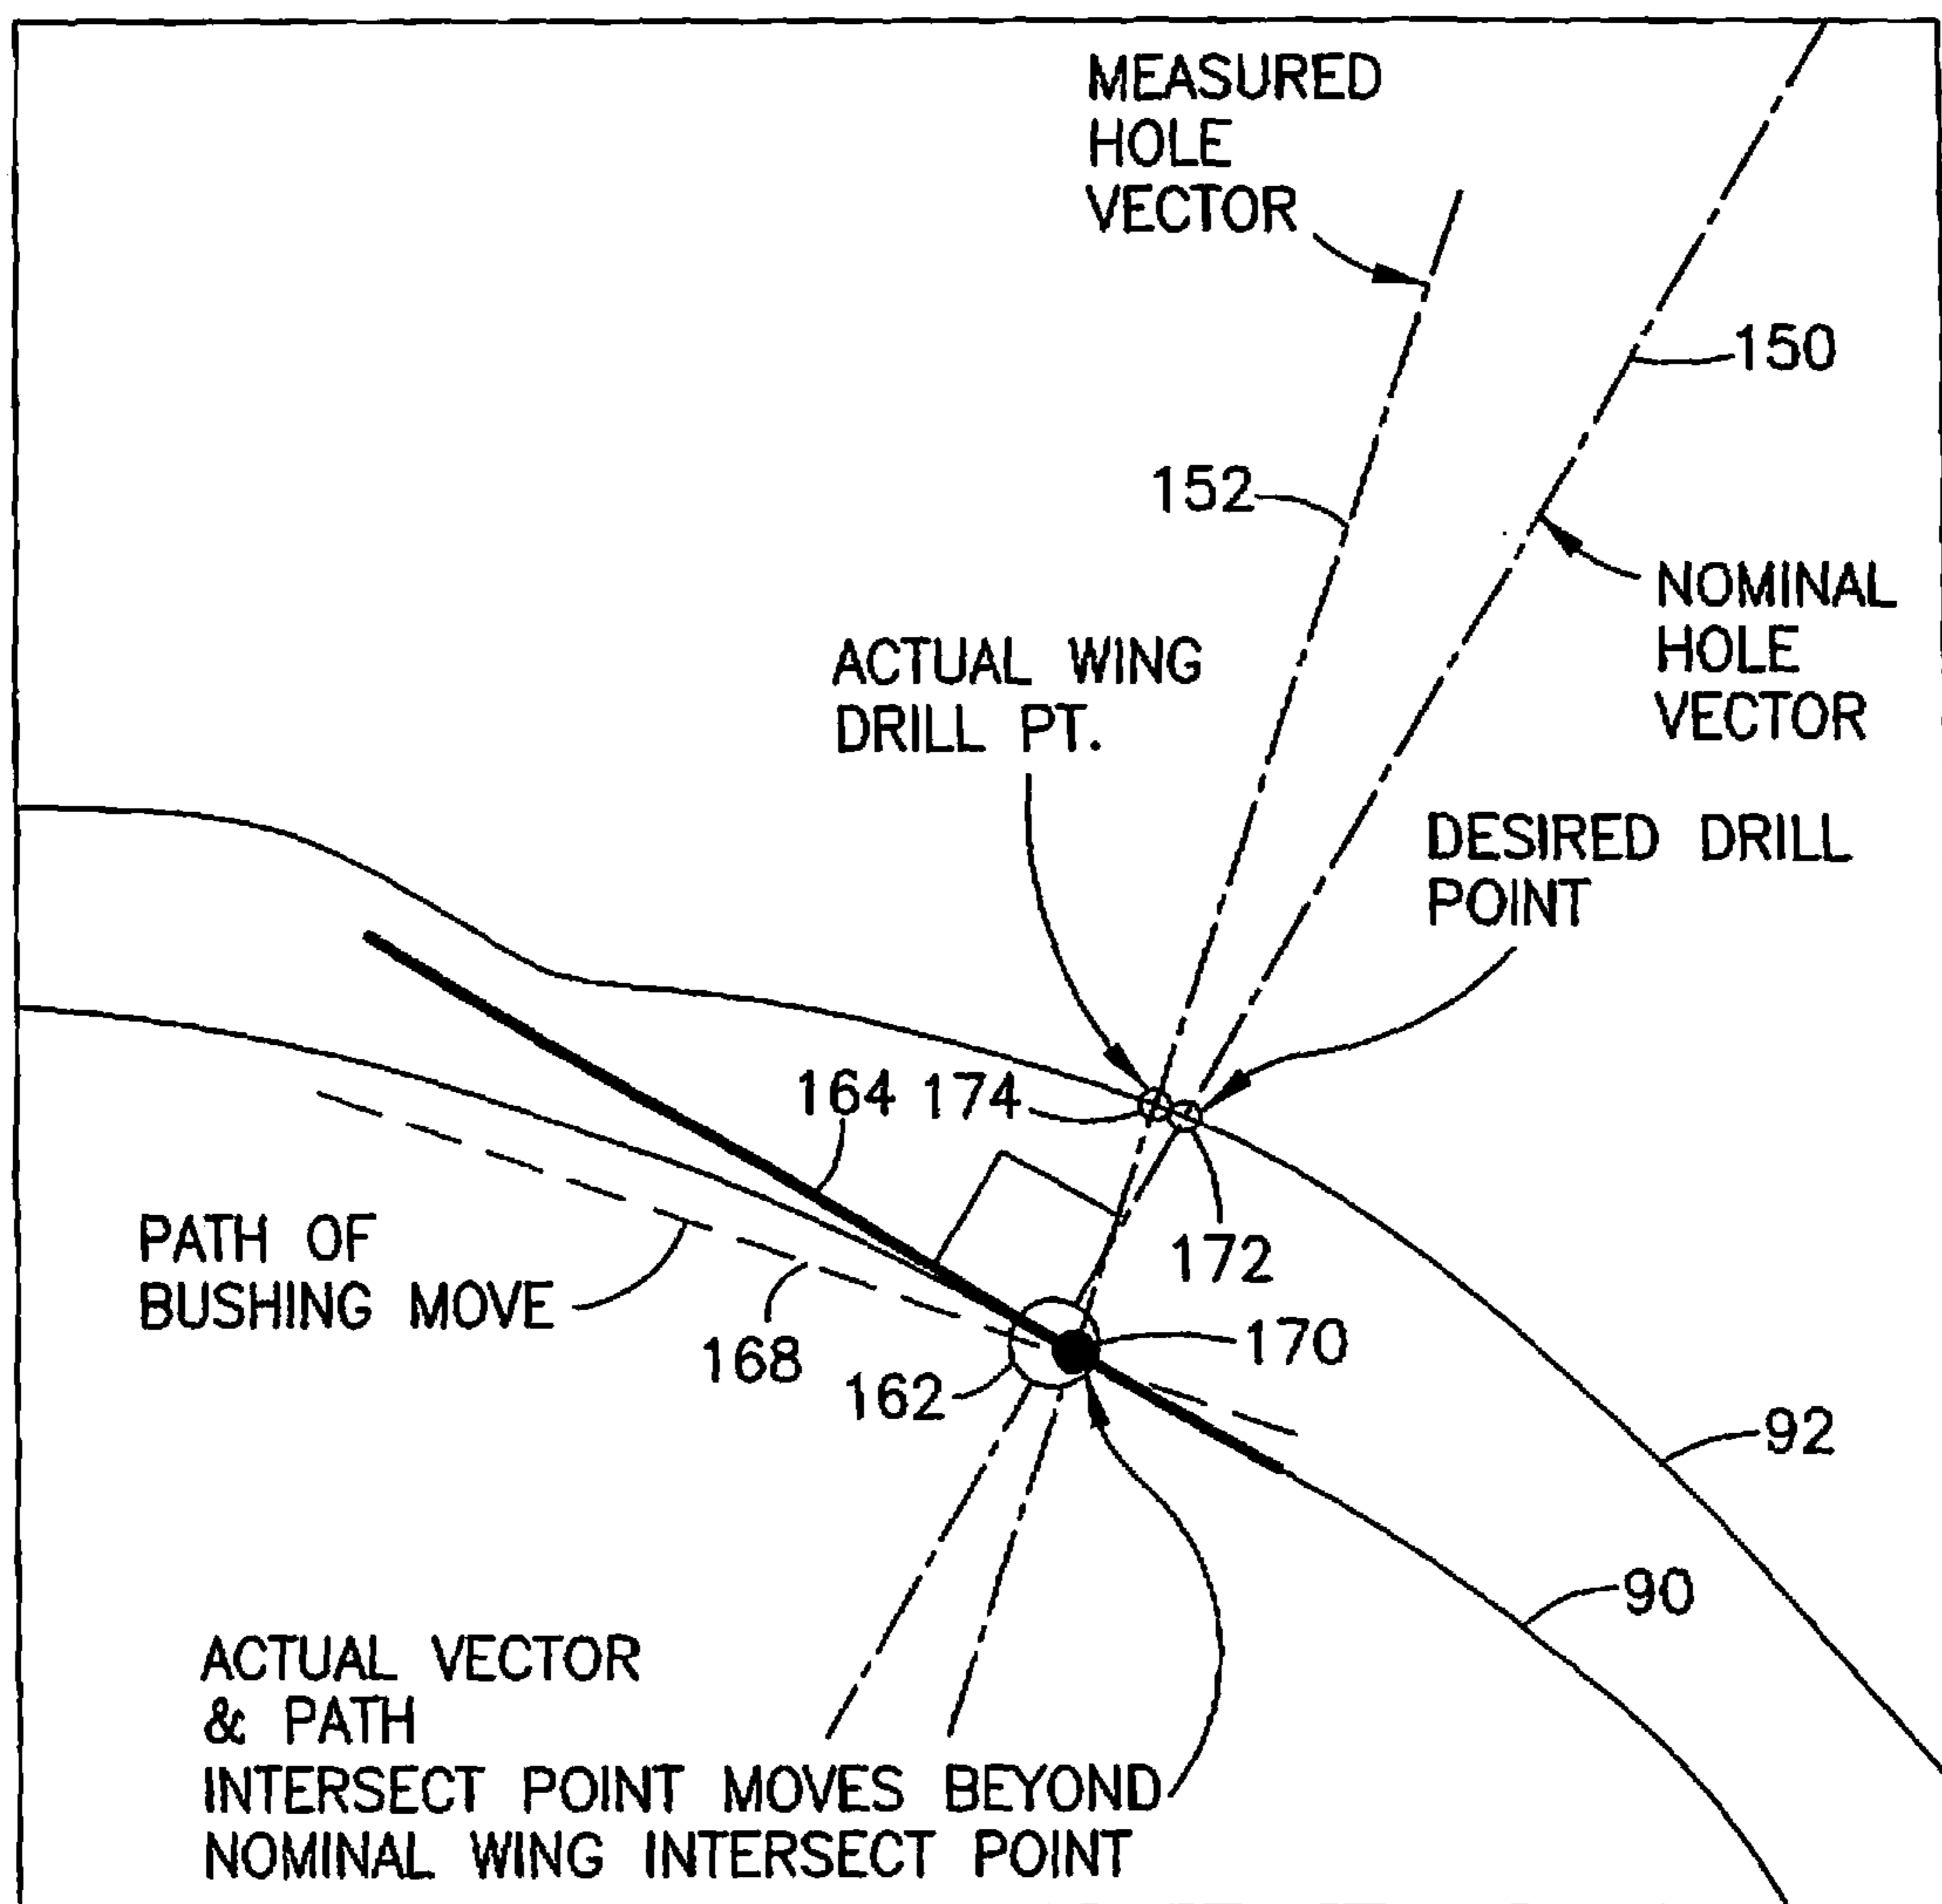 MEASURED
HOLE
VECTOR
150
152
NOMINAL
HOLE
VECTOR
ACTUAL WING
DRILL PT.
DESIRED DRILL
POINT
164 174
PATH OF
BUSHING MOVE
172
168
170
162
92
90
ACTUAL VECTOR
& PATH
INTERSECT POINT MOVES BEYOND
NOMINAL WING INTERSECT POINT